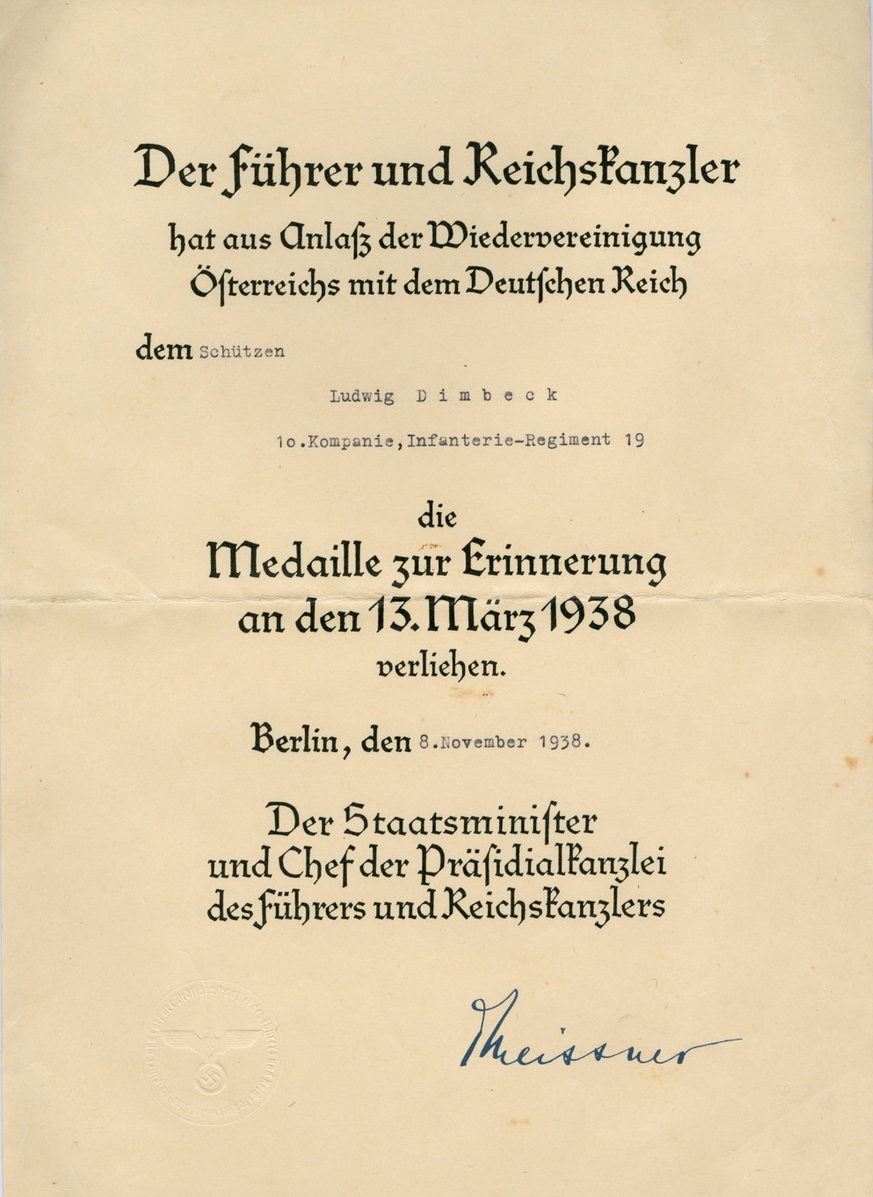 Der Führer und Reichskanzler
hat aus Anlaß der Wiedervereinigung
Österreichs mit dem Deutschen Reich
dem Schützen
Ludwig D i m b e c k
1o.Kompanie,Infanterie-Regiment 19
die
Medaille zur Erinnerung
an den 13. März 1938
verliehen.
Berlin, den 8.November 1938.
Der Staatsminister
und Chef der Präsidialkanzlei
des Führers und Reichskanzlers
Meissner